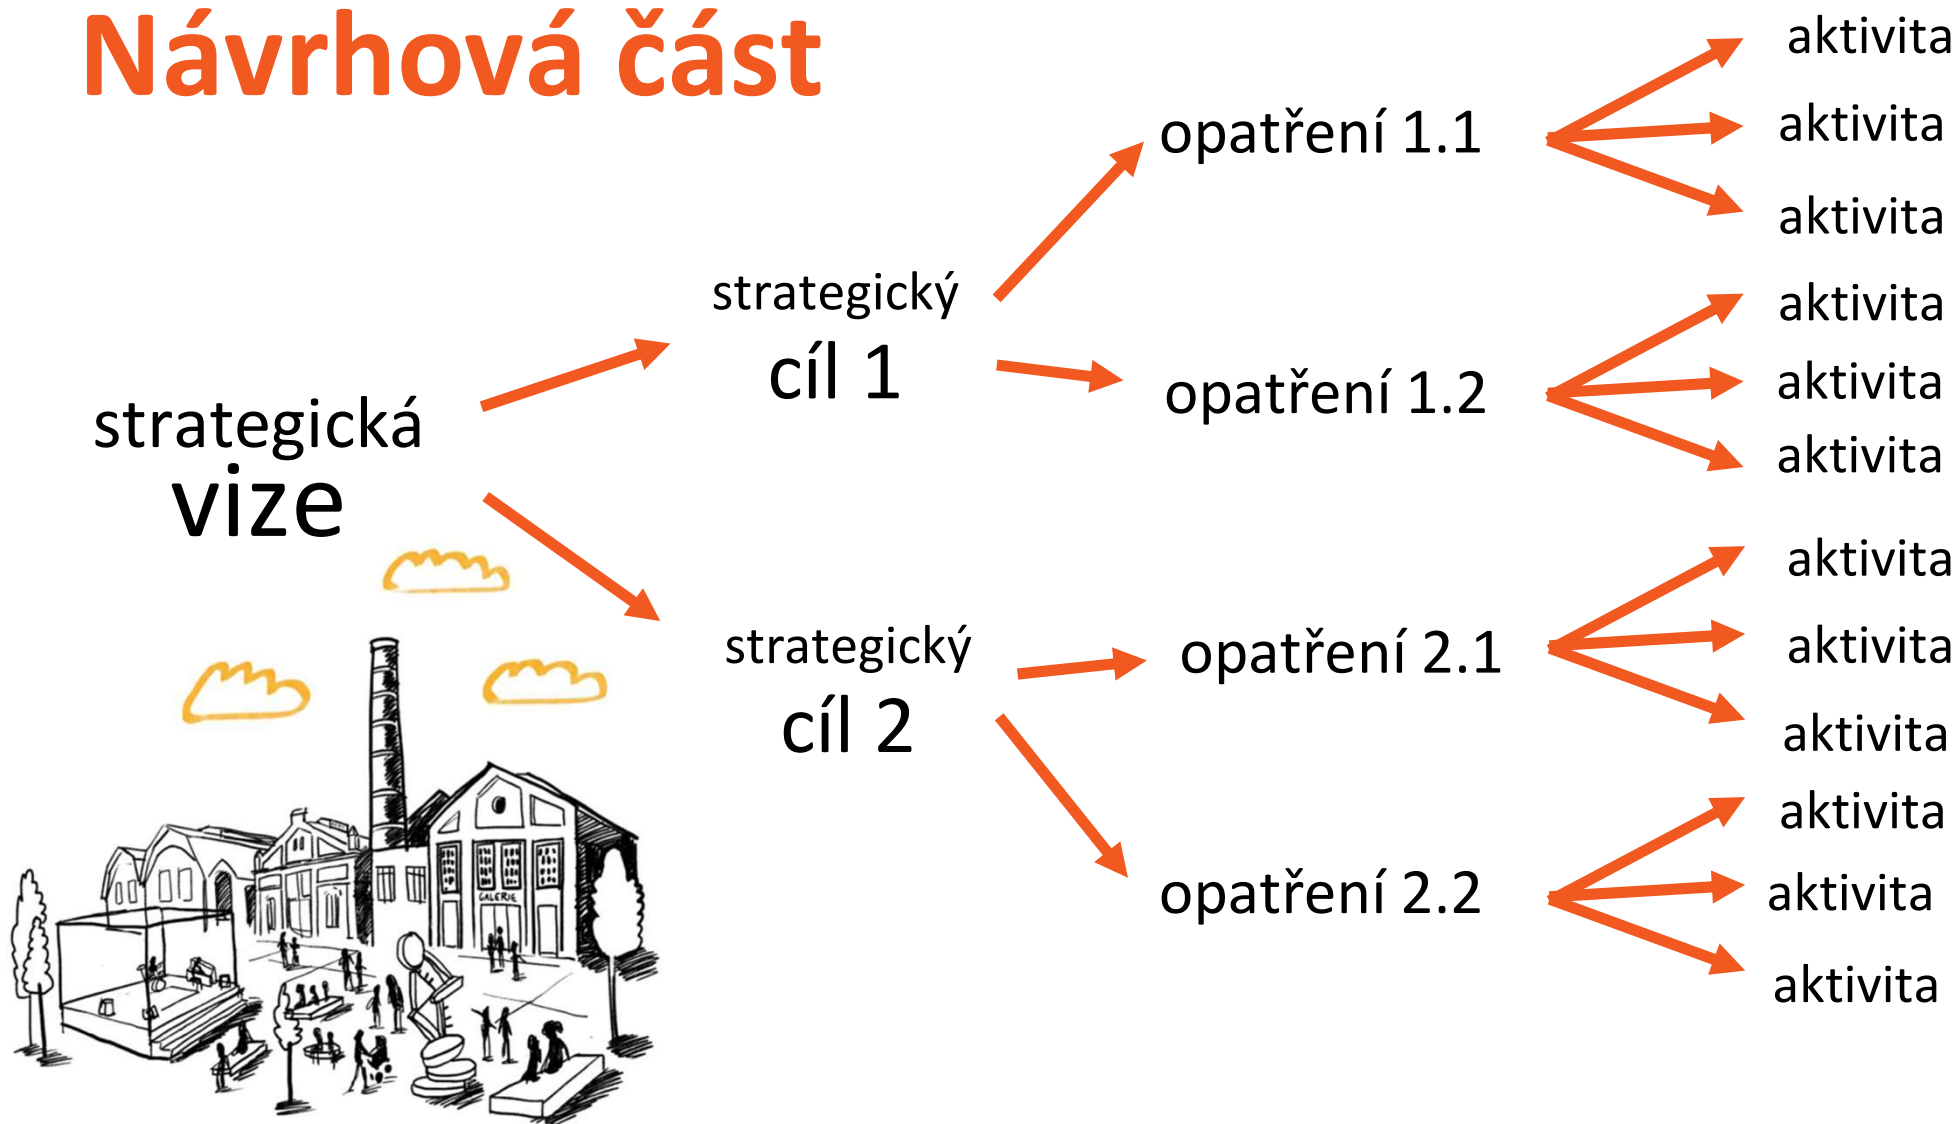 Návrhová část
strategická
vize
strategický
cíl 1
strategický
cíl 2
opatření 1.1
opatření 1.2
opatření 2.1
opatření 2.2
aktivita
aktivita
aktivita
aktivita
aktivita
aktivita
aktivita
aktivita
aktivita
aktivita
aktivita
aktivita
GALERIE